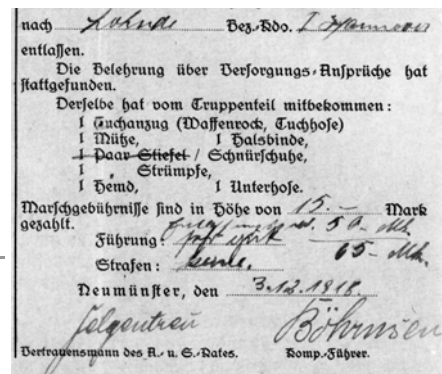 nach Lohnde Bez.-Kdo. I Hannover
entlassen.
Die Belehrung über Versorgungs-Ansprüche hat
stattgefunden.
Derselbe hat vom Truppenteil mitbekommen:
1 Tuchanzug (Waffenrock, Tuchhose)
1 Mütze, 1 Halsbinde,
1 Paar Stiefel / Schnürschuhe,
1 " Strümpfe,
1 Hemd, 1 Unterhose.
Marschgebührnisse sind in Höhe von 15.— Mark
gezahlt. 50.- Mk.
Führung: 65.- Mk.
Strafen: keine.
Neumünster, den 3.12.1918.
Böhrnsen
Vertrauensmann des A.- u. S.-Rates. Komp.-Führer.